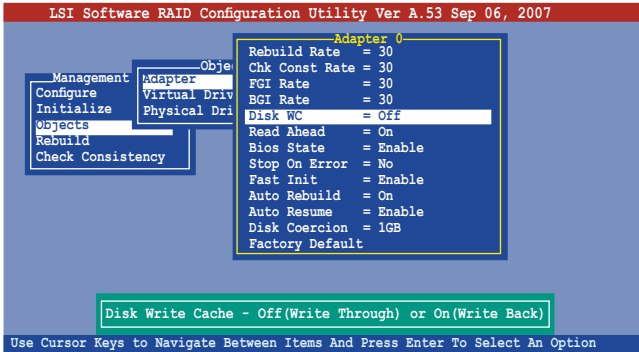 LSI Software RAID Configuration Utility Ver A.53 Sep 06, 2007
Management
Configure
Initialize
Objects
Rebuild
Check Consistency
Obje
Adapter
Virtual Driv
Physical Dri
Adapter 0
Rebuild Rate = 30
Chk Const Rate = 30
FGI Rate = 30
BGI Rate = 30
Disk WC = Off
Read Ahead = On
Bios State = Enable
Stop On Error = No
Fast Init = Enable
Auto Rebuild = On
Auto Resume = Enable
Disk Coercion = 1GB
Factory Default
Disk Write Cache - Off(Write Through) or On(Write Back)
Use Cursor Keys to Navigate Between Items And Press Enter To Select An Option